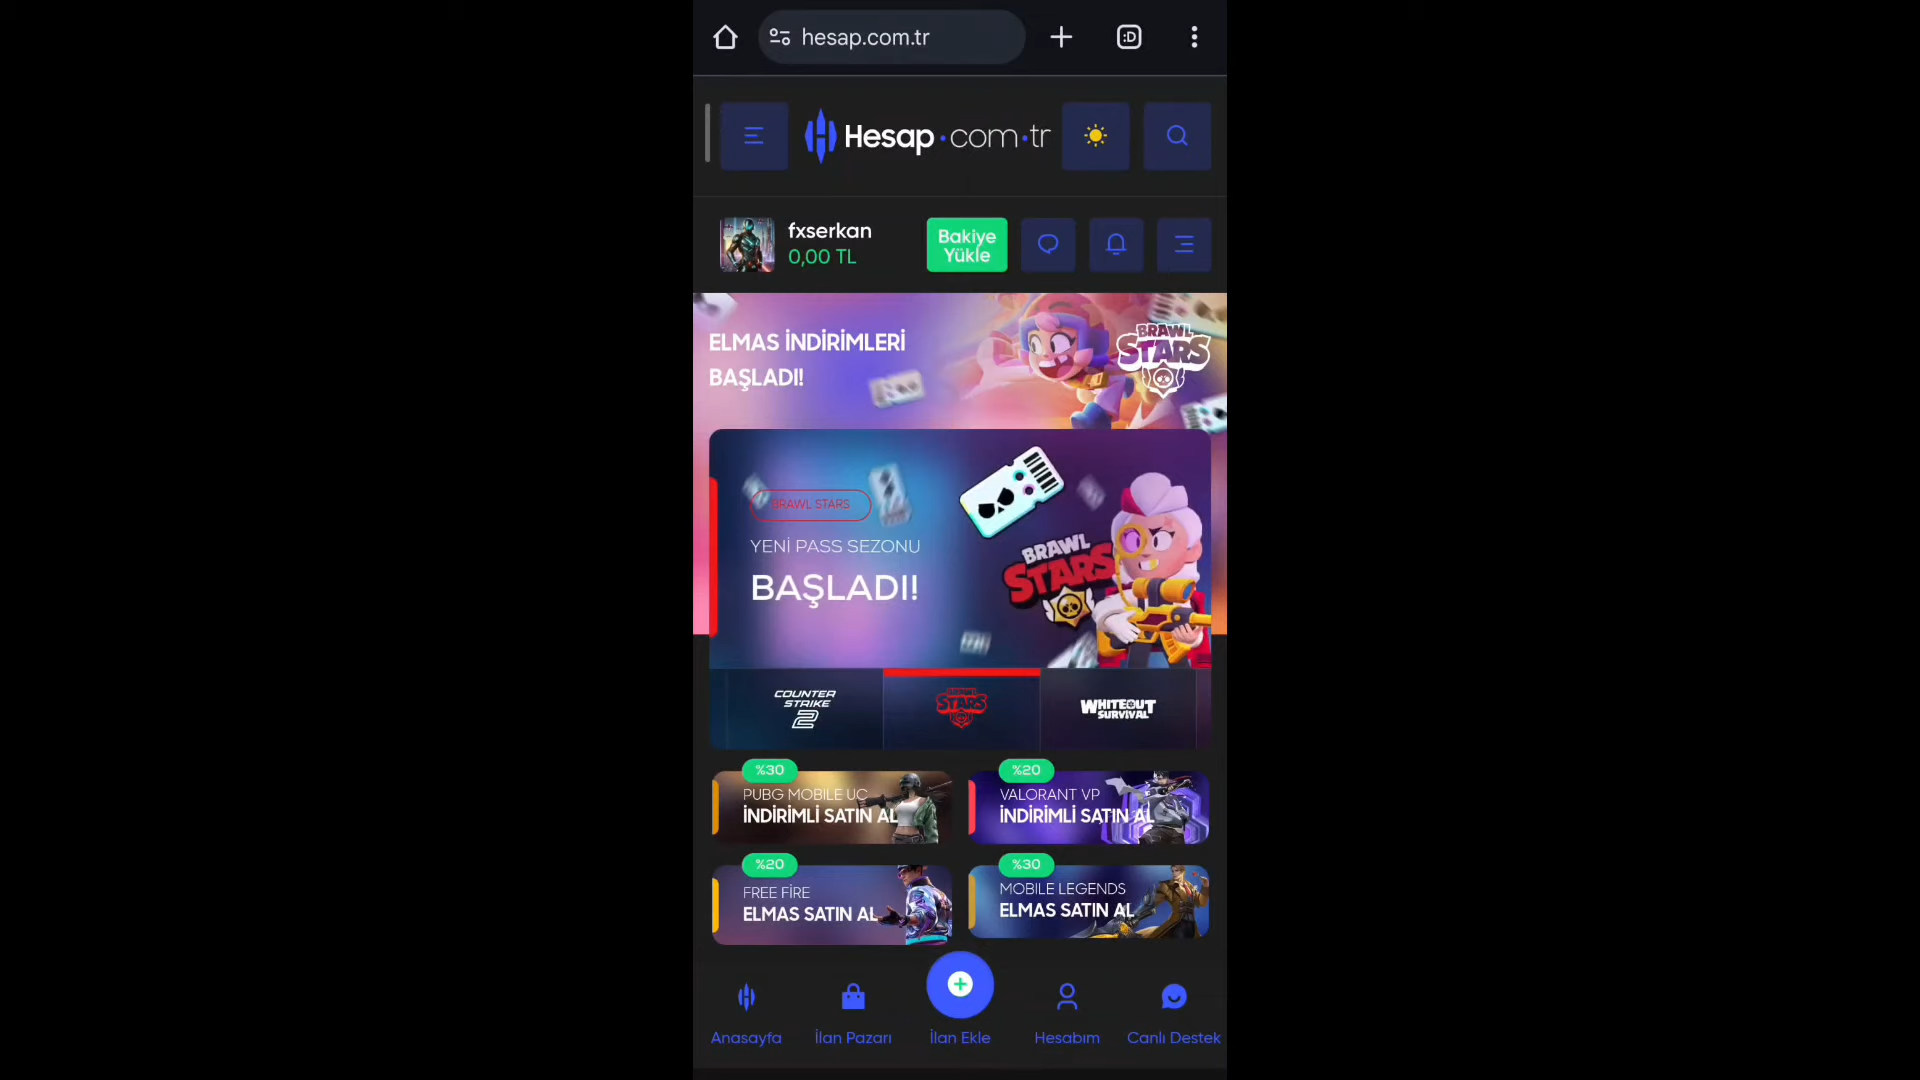 hesap.com.tr
:D
Hesap·com·tr
fxserkan
0,00 TL
Bakiye
Yükle
ELMAS İNDİRİMLERİ
BAŞLADI!
BRAWL
STARS
BRAWL STARS
YENİ PASS SEZONU
BAŞLADI!
BRAWL
STARS
COUNTER
STRIKE
2
BRAWL
STARS
WHITEOUT
SURVIVAL
%30
PUBG MOBILE UC
İNDİRİMLİ SATIN AL
%20
VALORANT VP
İNDİRİMLİ SATIN AL
%20
FREE FİRE
ELMAS SATIN AL
%30
MOBILE LEGENDS
ELMAS SATIN AL
Anasayfa
İlan Pazarı
İlan Ekle
Hesabım
Canlı Destek